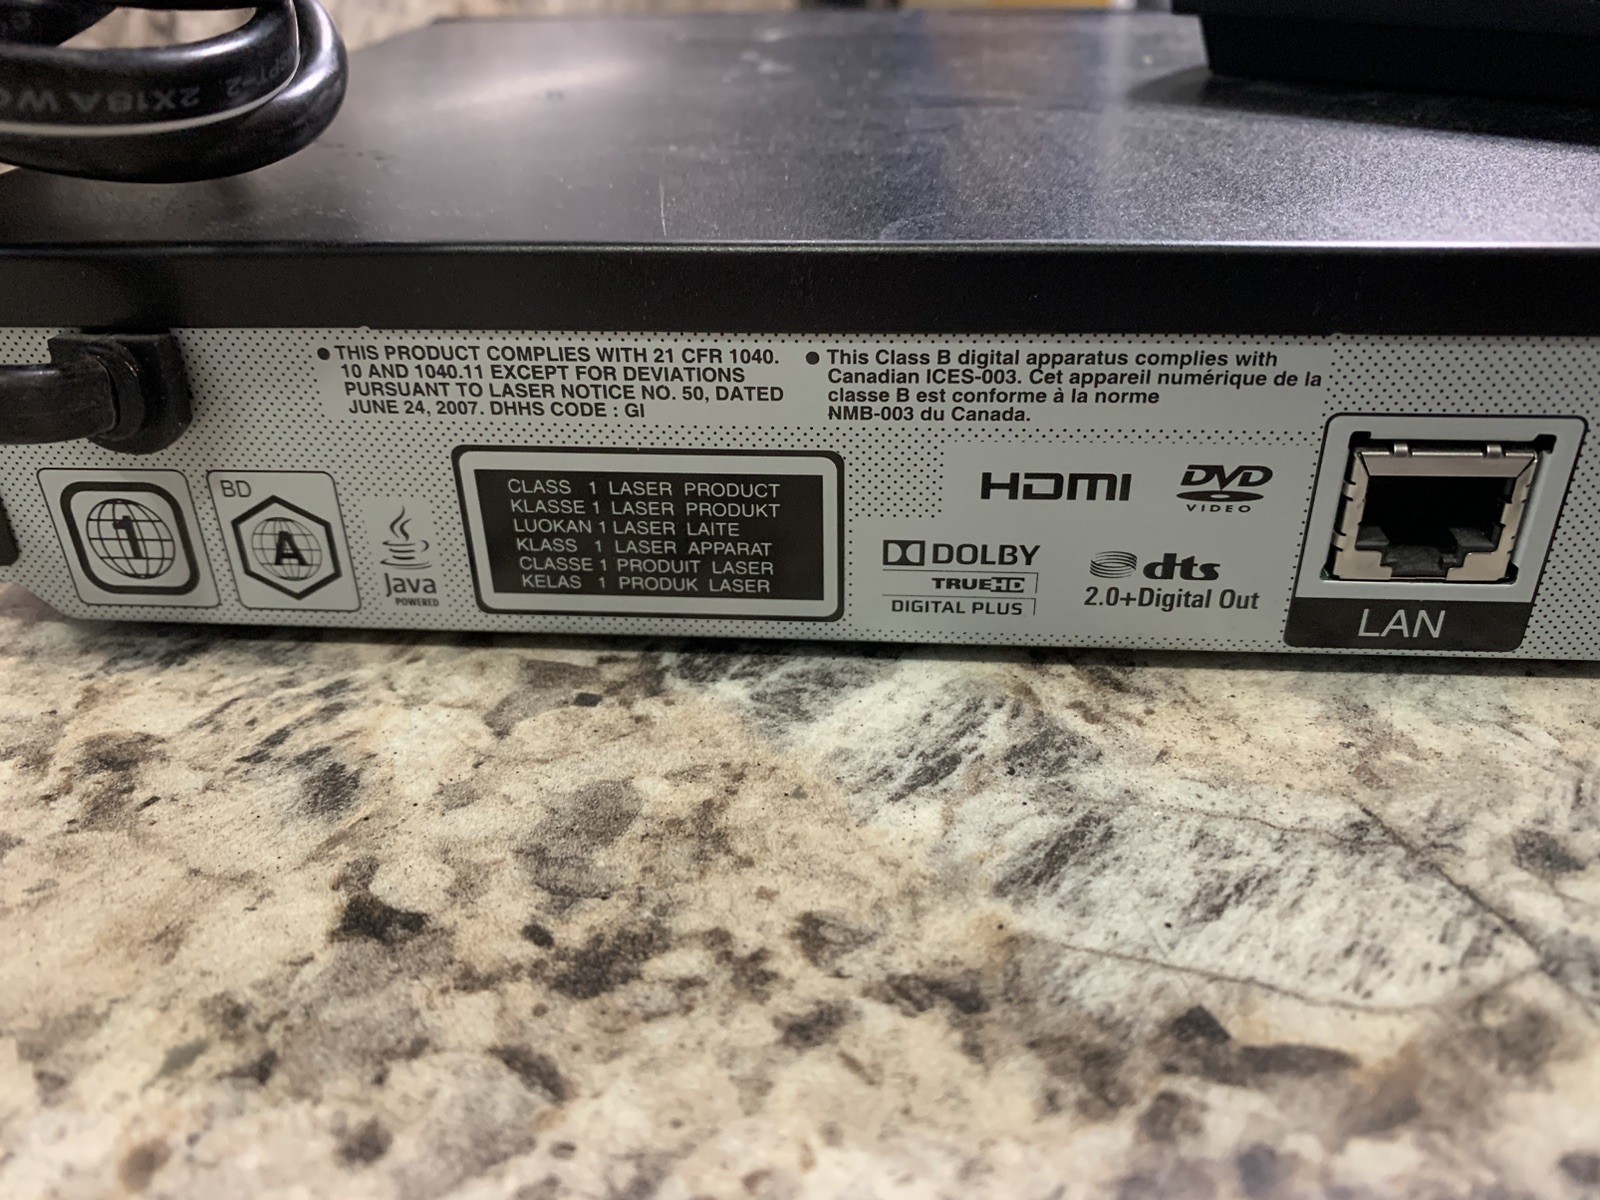 SPT-2
2X18AWG
● THIS PRODUCT COMPLIES WITH 21 CFR 1040.
10 AND 1040.11 EXCEPT FOR DEVIATIONS
PURSUANT TO LASER NOTICE NO. 50, DATED
JUNE 24, 2007. DHHS CODE : GI
● This Class B digital apparatus complies with
Canadian ICES-003. Cet appareil numérique de la
classe B est conforme à la norme
NMB-003 du Canada.
1
BD
A
Java
POWERED
CLASS 1 LASER PRODUCT
KLASSE 1 LASER PRODUKT
LUOKAN 1 LASER LAITE
KLASS 1 LASER APPARAT
CLASSE 1 PRODUIT LASER
KELAS 1 PRODUK LASER
HDMI
DVD
VIDEO
DOLBY
TRUEHD
DIGITAL PLUS
dts
2.0+Digital Out
LAN